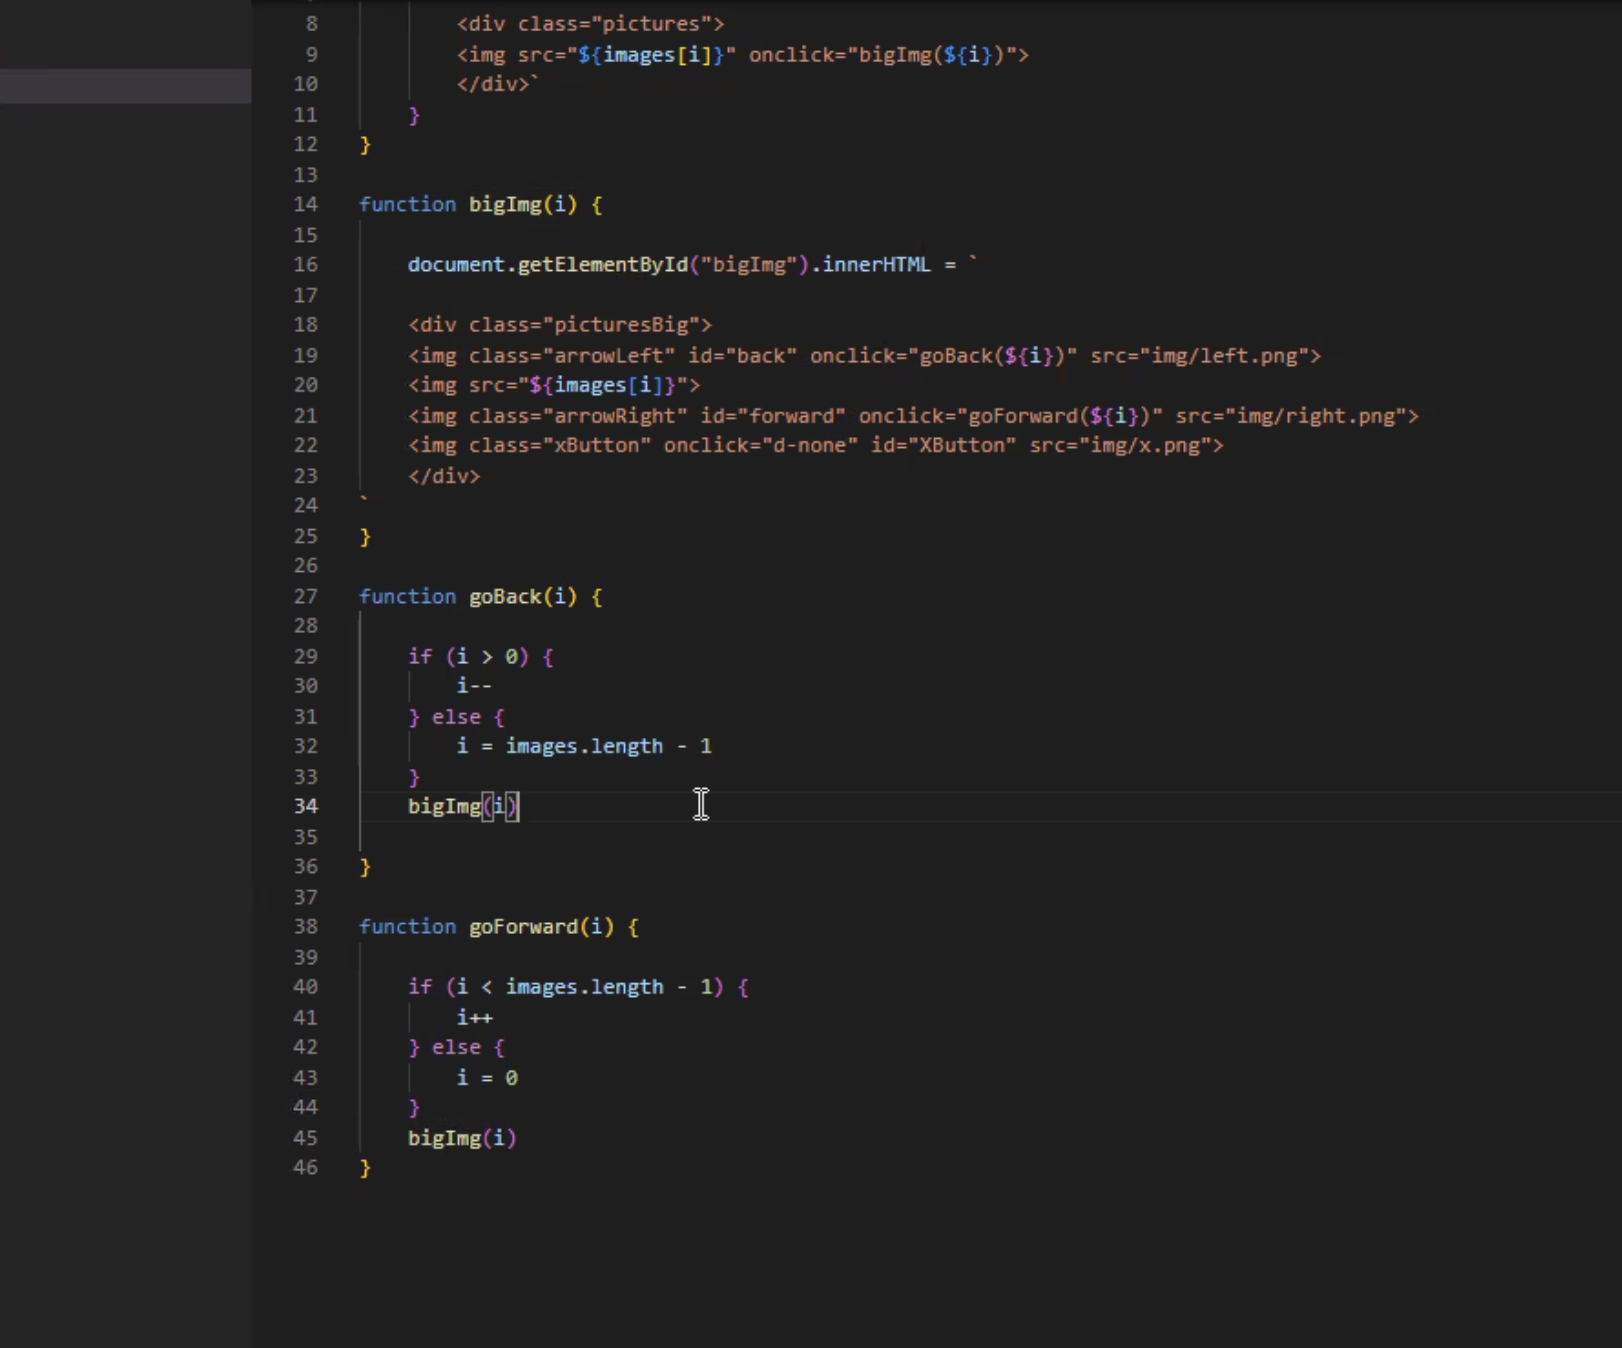 8 <div class="pictures">
9 <img src="${images[i]}" onclick="bigImg(${i})">
10 </div>`
11 }
12 }
13
14 function bigImg(i) {
15
16 document.getElementById("bigImg").innerHTML = `
17
18 <div class="picturesBig">
19 <img class="arrowLeft" id="back" onclick="goBack(${i})" src="img/left.png">
20 <img src="${images[i]}">
21 <img class="arrowRight" id="forward" onclick="goForward(${i})" src="img/right.png">
22 <img class="xButton" onclick="d-none" id="XButton" src="img/x.png">
23 </div>
24 `
25 }
26
27 function goBack(i) {
28
29 if (i > 0) {
30 i--
31 } else {
32 i = images.length - 1
33 }
34 bigImg(i)
35
36 }
37
38 function goForward(i) {
39
40 if (i < images.length - 1) {
41 i++
42 } else {
43 i = 0
44 }
45 bigImg(i)
46 }